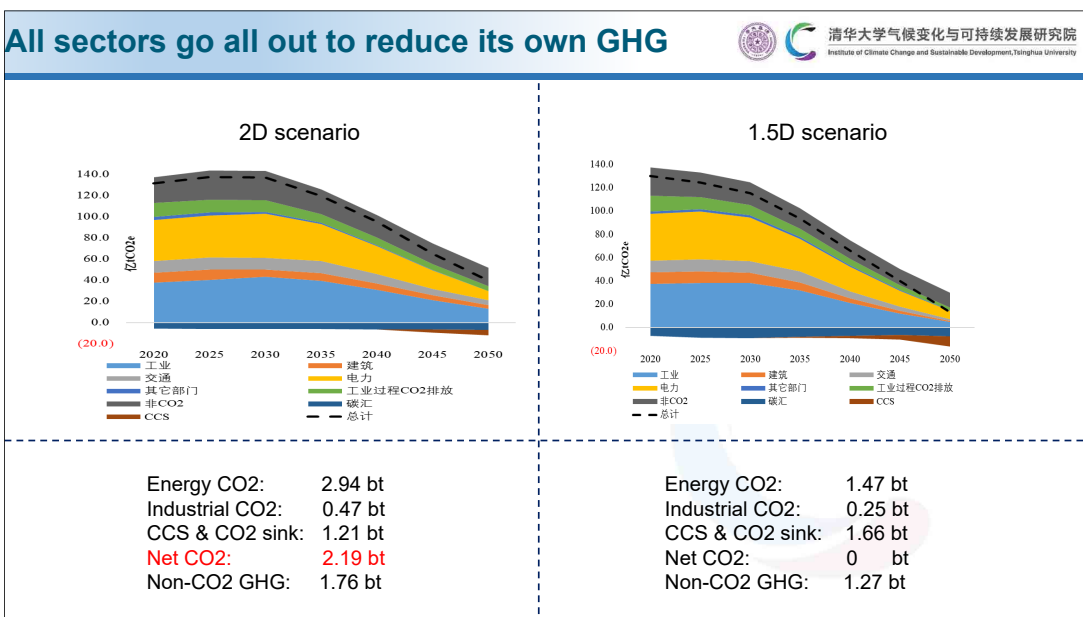 All sectors go all out to reduce its own GHG
清华大学气候变化与可持续发展研究院
Institute of Climate Change and Sustainable Development,Tsinghua University
2D scenario
140.0
120.0
100.0
80.0
60.0
40.0
20.0
0.0
(20.0)
亿tCO2e
2020 2025 2030 2035 2040 2045 2050
工业 建筑
交通 电力
其它部门 工业过程CO2排放
非CO2 碳汇
CCS 总计
1.5D scenario
140.0
120.0
100.0
80.0
60.0
40.0
20.0
0.0
(20.0)
亿tCO2e
2020 2025 2030 2035 2040 2045 2050
工业 建筑 交通
电力 其它部门 工业过程CO2排放
非CO2 碳汇 CCS
总计
Energy CO2: 2.94 bt
Industrial CO2: 0.47 bt
CCS & CO2 sink: 1.21 bt
Net CO2: 2.19 bt
Non-CO2 GHG: 1.76 bt
Energy CO2: 1.47 bt
Industrial CO2: 0.25 bt
CCS & CO2 sink: 1.66 bt
Net CO2: 0 bt
Non-CO2 GHG: 1.27 bt